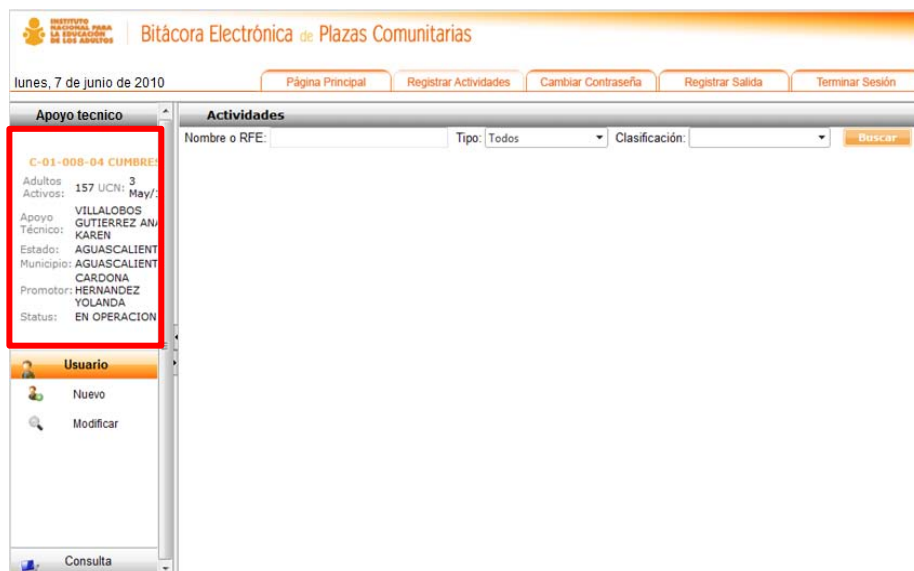 INSTITUTO
NACIONAL PARA
LA EDUCACIÓN
DE LOS ADULTOS
Bitácora Electrónica de Plazas Comunitarias
lunes, 7 de junio de 2010
Página Principal
Registrar Actividades
Cambiar Contraseña
Registrar Salida
Terminar Sesión
Apoyo tecnico
Actividades
Nombre o RFE:
Tipo: Todos
Clasificación:
Buscar
C-01-008-04 CUMBRES
Adultos Activos: 157 UCN: 3 May/
Apoyo Técnico: VILLALOBOS GUTIERREZ ANA KAREN
Estado: AGUASCALIENT
Municipio: AGUASCALIENT
Promotor: CARDONA HERNANDEZ YOLANDA
Status: EN OPERACION
Usuario
Nuevo
Modificar
Consulta